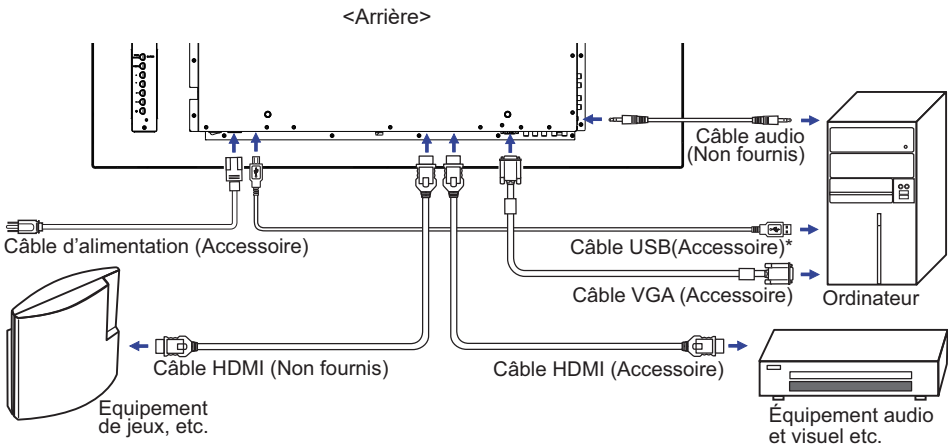 <Arrière>
Câble audio
(Non fournis)
Câble d'alimentation (Accessoire)
Câble USB(Accessoire)*
Câble VGA (Accessoire)
Ordinateur
Câble HDMI (Non fournis)
Câble HDMI (Accessoire)
Equipement
de jeux, etc.
Équipement audio
et visuel etc.